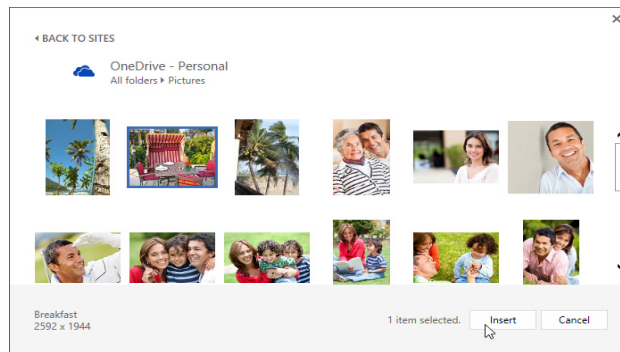 BACK TO SITES
OneDrive - Personal
All folders ▸ Pictures
Breakfast
2592 x 1944
1 item selected.
Insert
Cancel